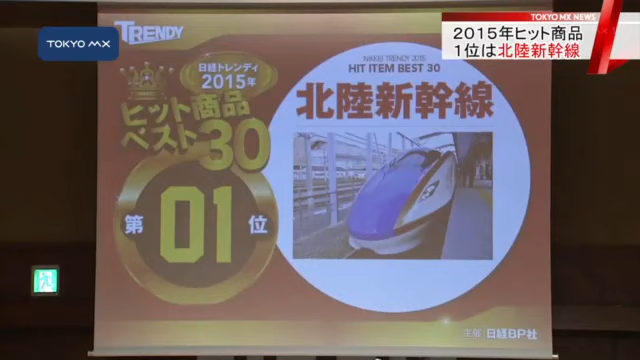 TOKYO MX NEWS
2015年ヒット商品
1位は北陸新幹線
TOKYO MX
TRENDY
日経トレンディ
2015年
ヒット商品
ベスト30
第01位
NIKKEI TRENDY 2015
HIT ITEM BEST 30
北陸新幹線
主催 日経BP社